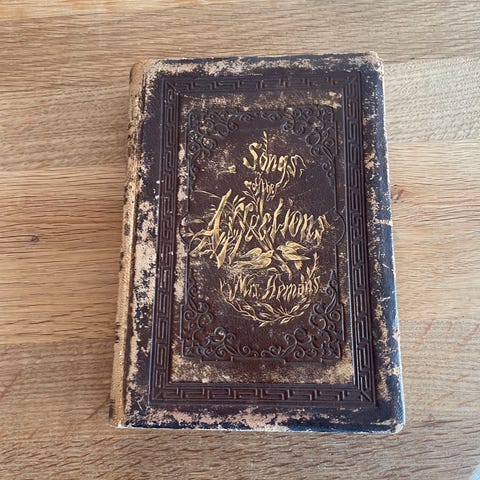 Songs
of the
Affections
Mrs. Hemans